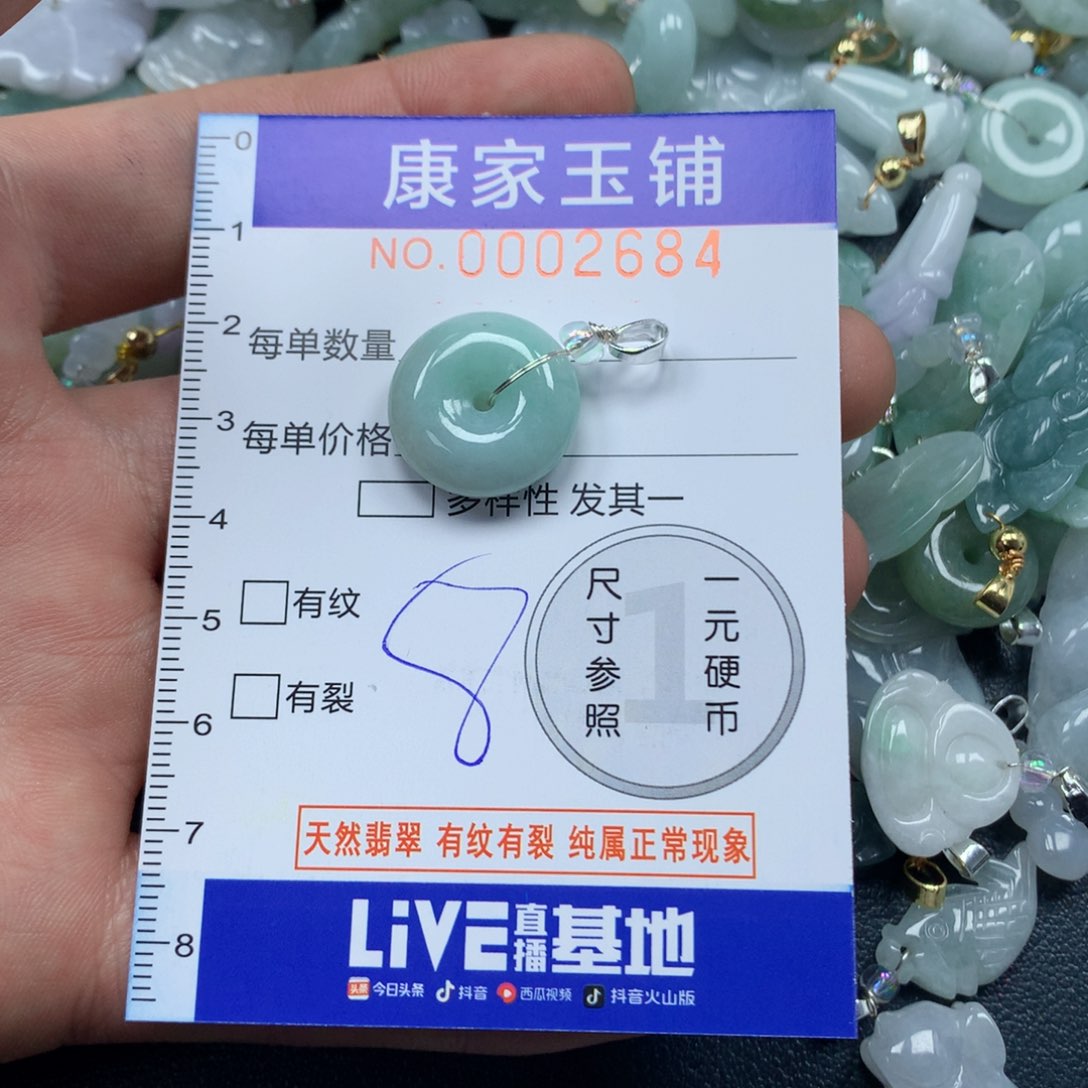 康家玉铺
NO.0002684
0
1
2
每单数量
3
每单价格
多样性 发其一
4
有纹
5
有裂
6
8
尺寸参照
一元硬币
1
天然翡翠 有纹有裂 纯属正常现象
7
8
LiVE直播基地
头条 今日头条 抖音 西瓜视频 抖音火山版